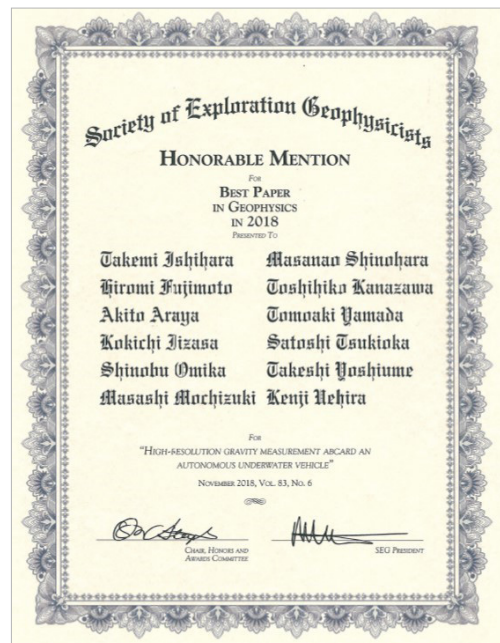 Society of Exploration Geophysicists
HONORABLE MENTION
FOR
BEST PAPER
IN GEOPHYSICS
IN 2018
PRESENTED TO
Takemi Ishihara Masanao Shinohara
Hiromi Fujimoto Toshihiko Kanazawa
Akito Araya Tomoaki Yamada
Kokichi Iizasa Satoshi Tsukioka
Shinobu Omika Takeshi Yoshiume
Masashi Mochizuki Kenji Uehira
FOR
"HIGH-RESOLUTION GRAVITY MEASUREMENT ABOARD AN
AUTONOMOUS UNDERWATER VEHICLE"
NOVEMBER 2018, VOL. 83, NO. 6
CHAIR, HONORS AND SEG PRESIDENT
AWARDS COMMITTEE